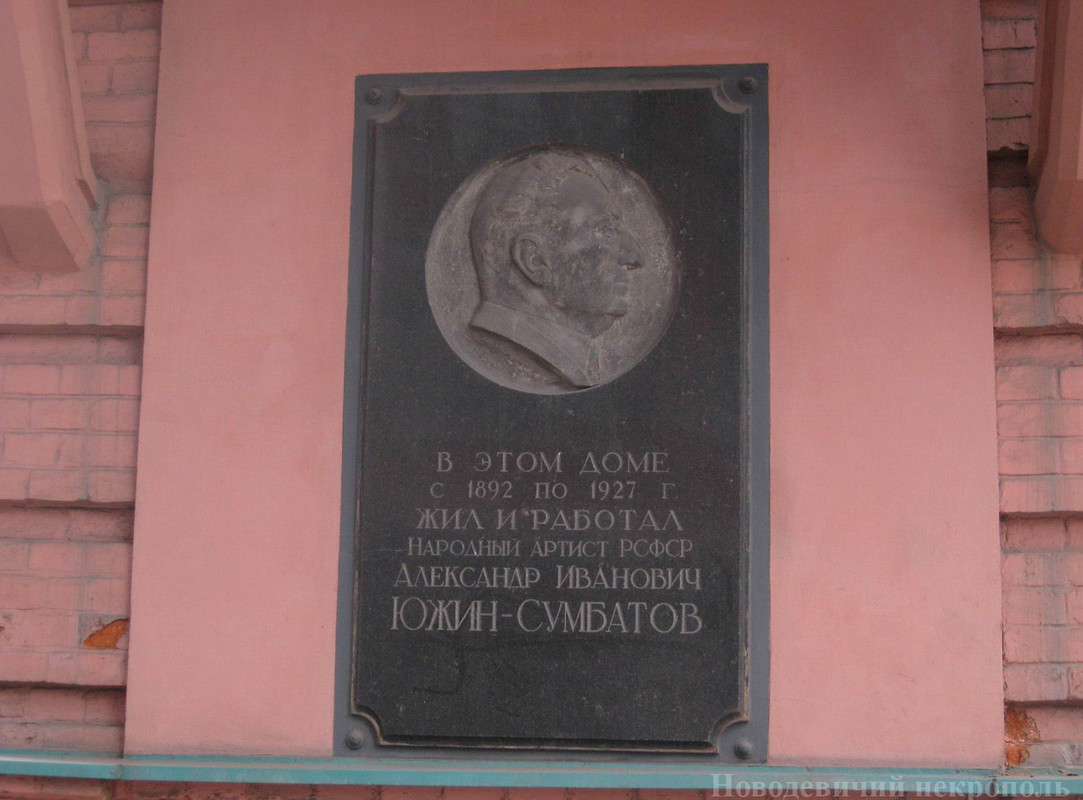 В ЭТОМ ДОМЕ
С 1892 ПО 1927 Г.
ЖИЛ И РАБОТАЛ
НАРОДНЫЙ АРТИСТ РСФСР
АЛЕКСАНДР ИВАНОВИЧ
ЮЖИН-СУМБАТОВ
Новодевичий некрополь